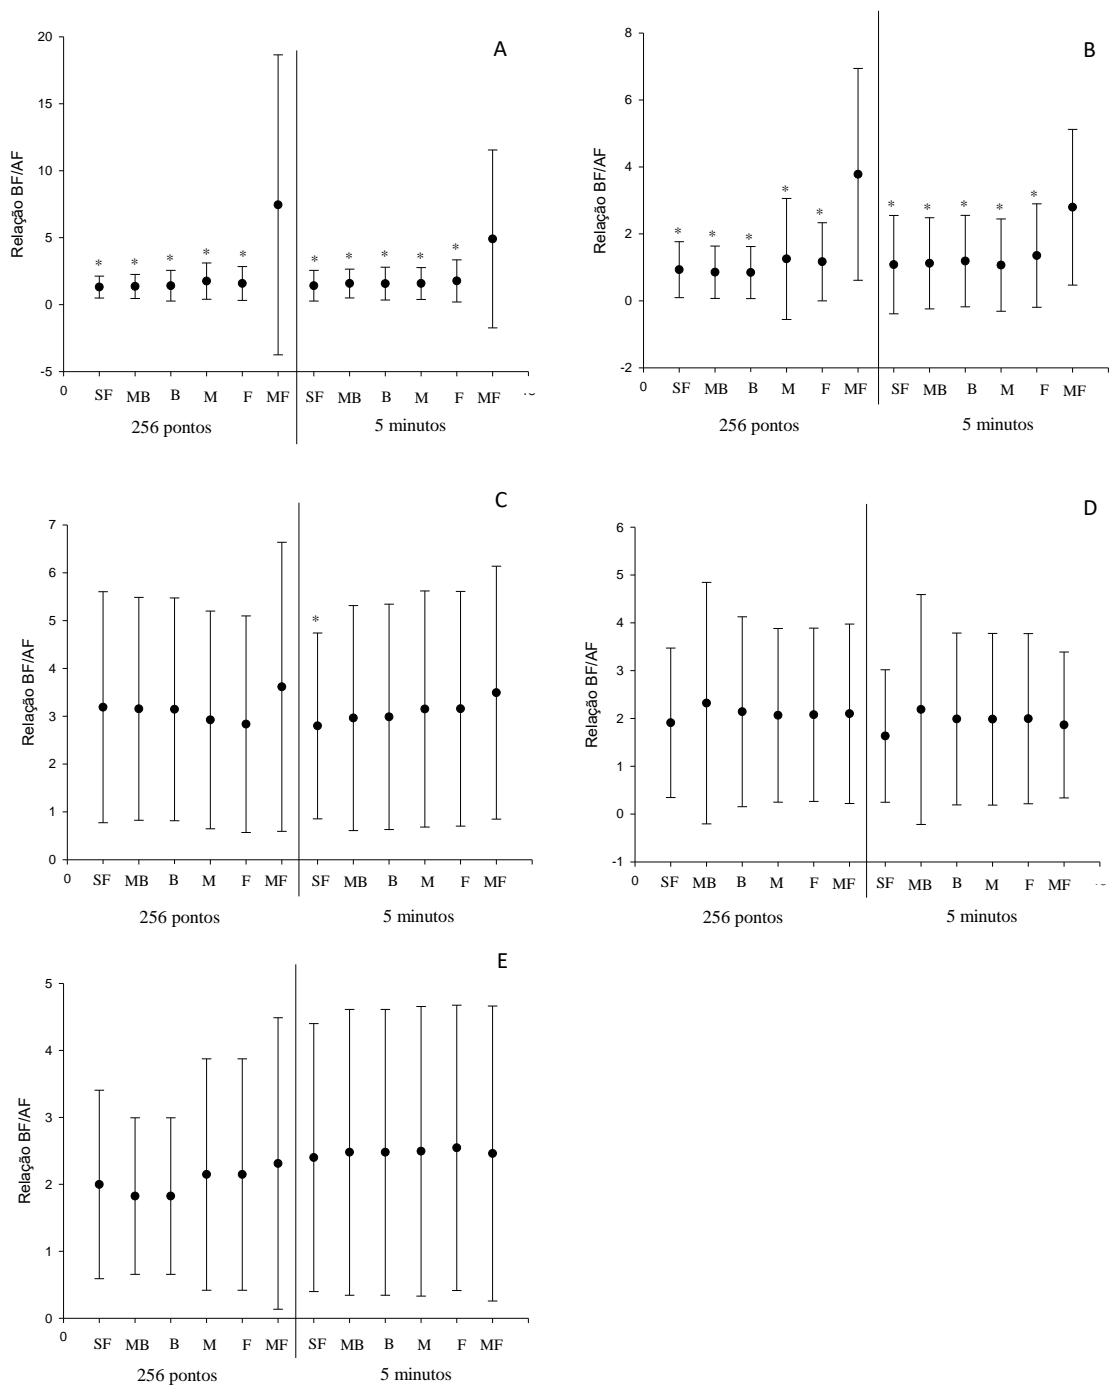 A
Relação BF/AF
20
15
10
5
0
-5
* * * * * * * * * *
0 SF MB B M F MF SF MB B M F MF
256 pontos 5 minutos
B
Relação BF/AF
8
6
4
2
0
-2
* * * * * * * * * *
0 SF MB B M F MF SF MB B M F MF
256 pontos 5 minutos
C
Relação BF/AF
7
6
5
4
3
2
1
0
*
0 SF MB B M F MF SF MB B M F MF
256 pontos 5 minutos
D
Relação BF/AF
6
5
4
3
2
1
0
-1
0 SF MB B M F MF SF MB B M F MF
256 pontos 5 minutos
E
Relação BF/AF
5
4
3
2
1
0
0 SF MB B M F MF SF MB B M F MF
256 pontos 5 minutos